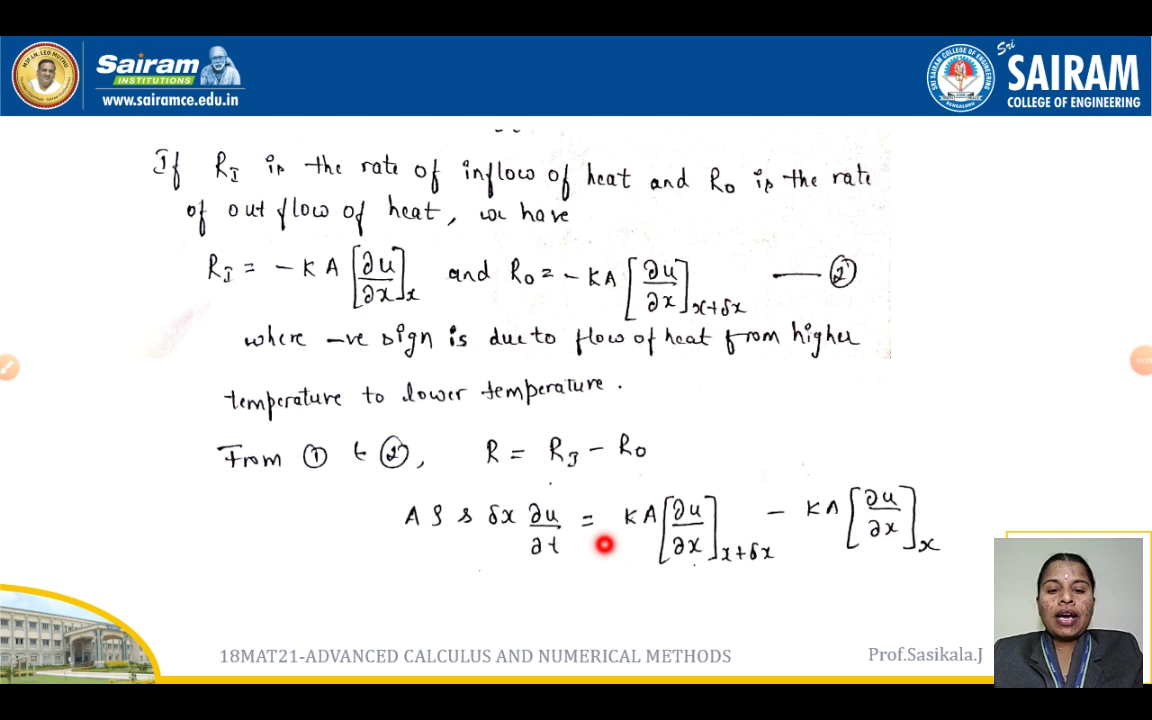 Sairam
INSTITUTIONS
www.sairamce.edu.in
Sri
SAIRAM
COLLEGE OF ENGINEERING
If R_I is the rate of inflow of heat and R_O is the rate
of out flow of heat, we have
R_I = -KA [∂u/∂x]_x and R_O = -KA [∂u/∂x]_{x+δx} —— ②
where -ve sign is due to flow of heat from higher
temperature to lower temperature.
From ① & ②, R = R_I - R_O
A ρ s δx ∂u/∂t = KA [∂u/∂x]_{x+δx} - KA [∂u/∂x]_x
18MAT21-ADVANCED CALCULUS AND NUMERICAL METHODS
Prof.Sasikala.J